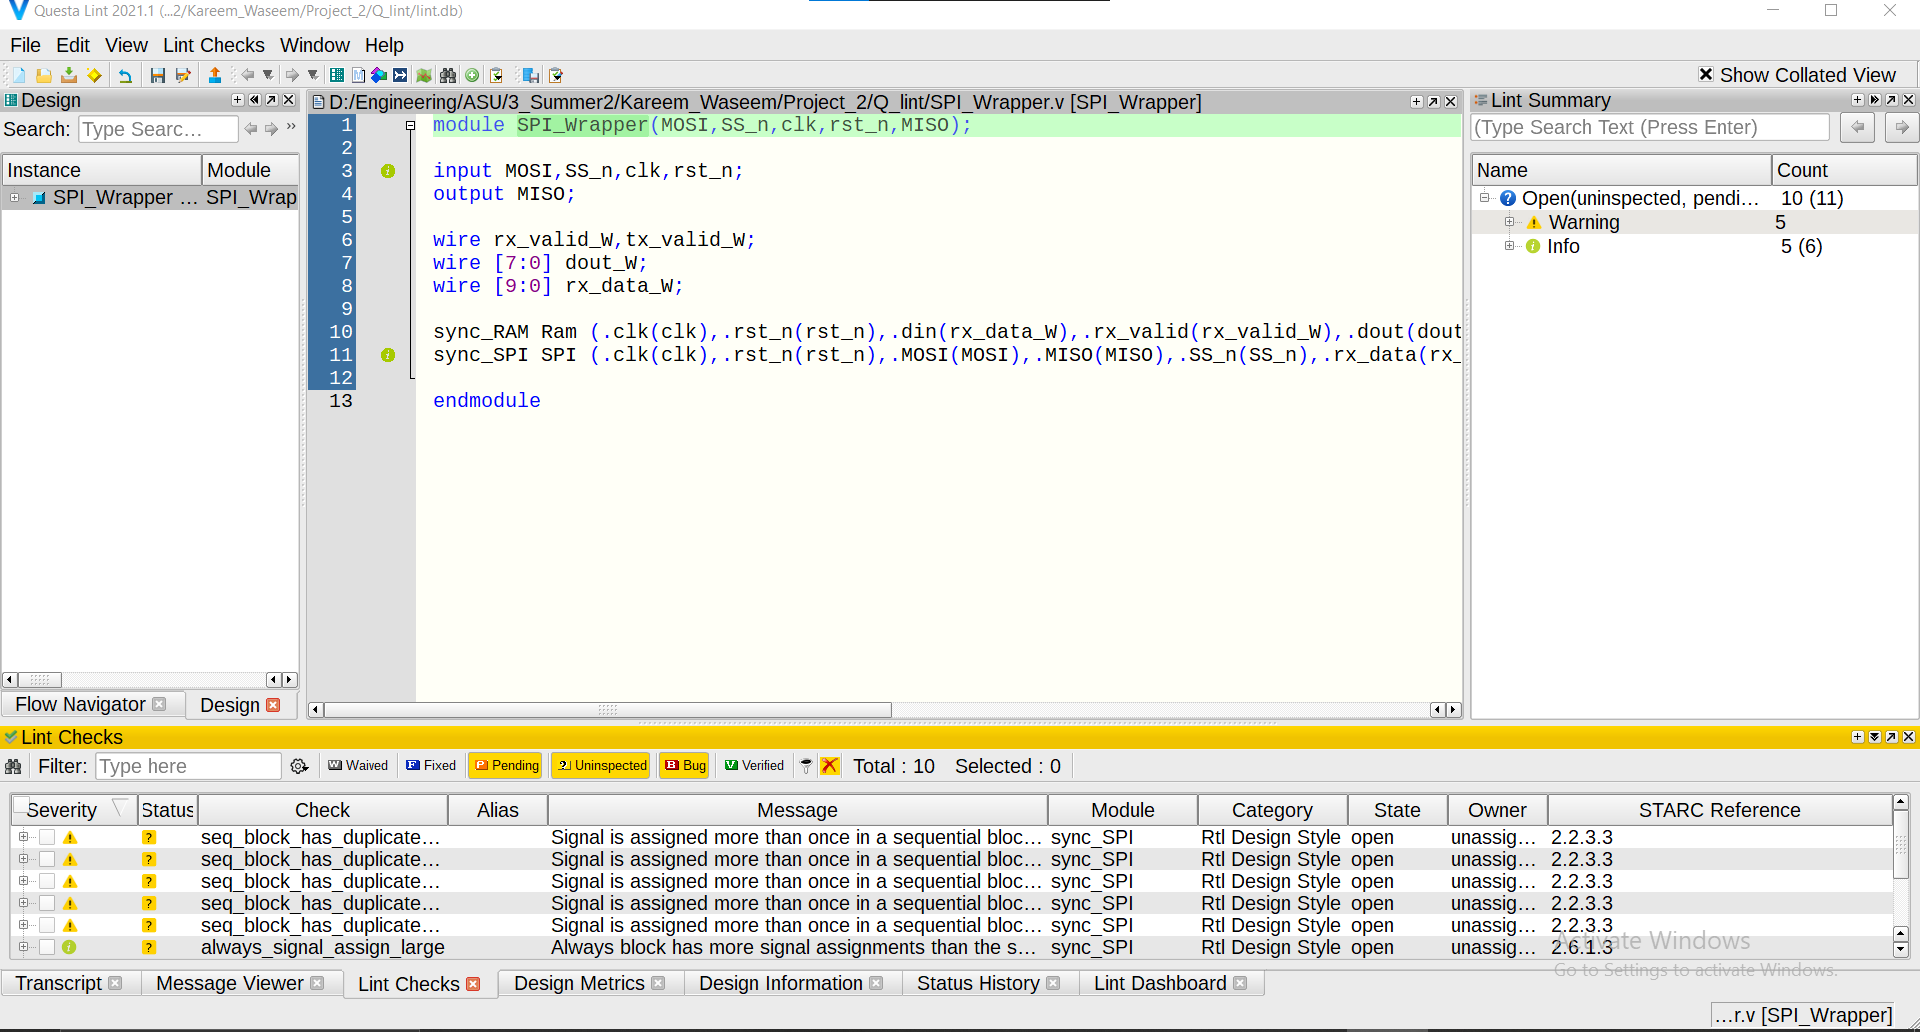 Questa Lint 2021.1 (...2/Kareem_Waseem/Project_2/Q_lint/lint.db)
File Edit View Lint Checks Window Help
Show Collated View
Design
Search: Type Searc...
Instance Module
SPI_Wrapper ... SPI_Wrap
Flow Navigator Design
D:/Engineering/ASU/3_Summer2/Kareem_Waseem/Project_2/Q_lint/SPI_Wrapper.v [SPI_Wrapper]
1 module SPI_Wrapper(MOSI,SS_n,clk,rst_n,MISO);
2
3 input MOSI,SS_n,clk,rst_n;
4 output MISO;
5
6 wire rx_valid_W,tx_valid_W;
7 wire [7:0] dout_W;
8 wire [9:0] rx_data_W;
9
10 sync_RAM Ram (.clk(clk),.rst_n(rst_n),.din(rx_data_W),.rx_valid(rx_valid_W),.dout(dout
11 sync_SPI SPI (.clk(clk),.rst_n(rst_n),.MOSI(MOSI),.MISO(MISO),.SS_n(SS_n),.rx_data(rx_
12
13 endmodule
Lint Summary
(Type Search Text (Press Enter)
Name Count
Open(uninspected, pendi... 10 (11)
Warning 5
Info 5 (6)
Lint Checks
Filter: Type here W Waived F Fixed P Pending ? Uninspected B Bug V Verified Total : 10 Selected : 0
Severity Status Check Alias Message Module Category State Owner STARC Reference
? seq_block_has_duplicate... Signal is assigned more than once in a sequential bloc... sync_SPI Rtl Design Style open unassig... 2.2.3.3
? seq_block_has_duplicate... Signal is assigned more than once in a sequential bloc... sync_SPI Rtl Design Style open unassig... 2.2.3.3
? seq_block_has_duplicate... Signal is assigned more than once in a sequential bloc... sync_SPI Rtl Design Style open unassig... 2.2.3.3
? seq_block_has_duplicate... Signal is assigned more than once in a sequential bloc... sync_SPI Rtl Design Style open unassig... 2.2.3.3
? seq_block_has_duplicate... Signal is assigned more than once in a sequential bloc... sync_SPI Rtl Design Style open unassig... 2.2.3.3
? always_signal_assign_large Always block has more signal assignments than the s... sync_SPI Rtl Design Style open unassig... 2.6.1.3
Activate Windows
Go to Settings to activate Windows.
Transcript Message Viewer Lint Checks Design Metrics Design Information Status History Lint Dashboard
...r.v [SPI_Wrapper]